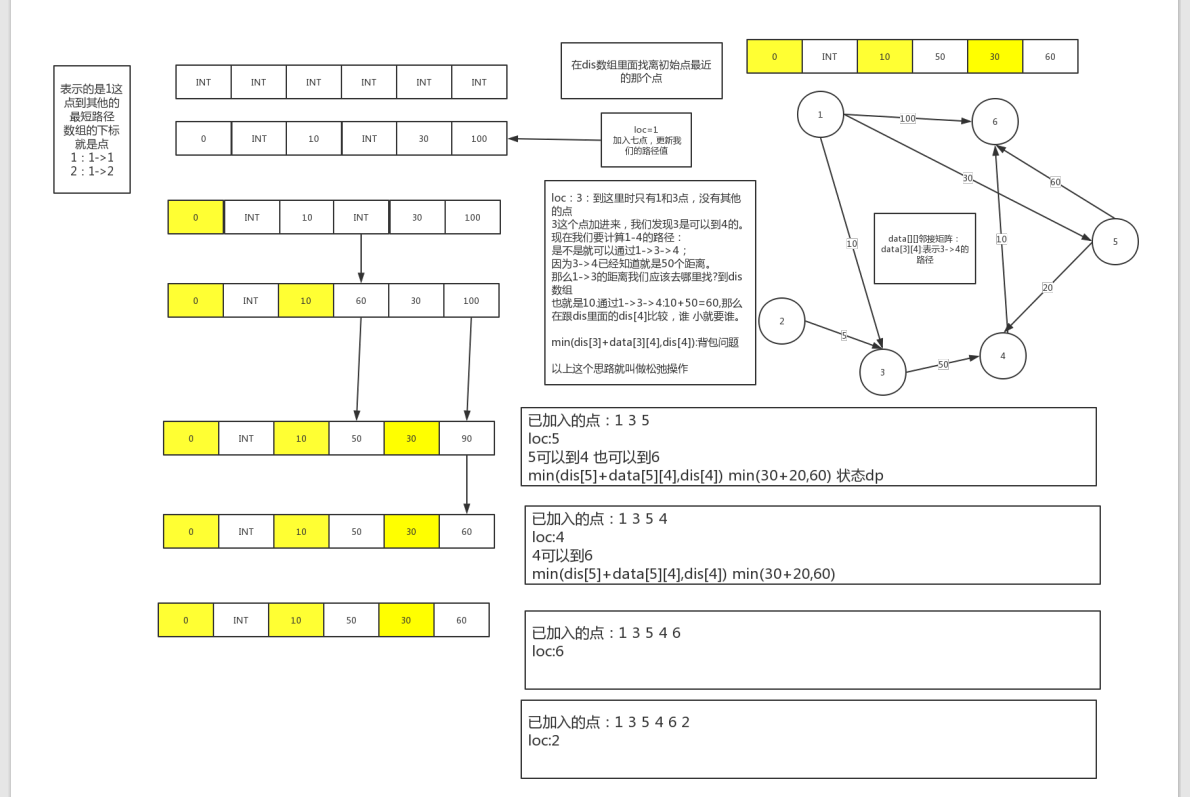 表示的是1这
点到其他的
最短路径
数组的下标
就是点
1：1->1
2：1->2
INT INT INT INT INT INT
在dis数组里面找离初始点最近
的那个点
0 INT 10 50 30 60
0 INT 10 INT 30 100
loc=1
加入七点，更新我
们的路径值
0 INT 10 INT 30 100
0 INT 10 60 30 100
loc：3：到这里时只有1和3点，没有其他
的点
3这个点加进来，我们发现3是可以到4的。
现在我们要计算1-4的路径：
是不是就可以通过1->3->4；
因为3->4已经知道就是50个距离。
那么1->3的距离我们应该去哪里找?到dis
数组
也就是10.通过1->3->4:10+50=60,那么
在跟dis里面的dis[4]比较，谁 小就要谁。
min(dis[3]+data[3][4],dis[4]):背包问题
以上这个思路就叫做松弛操作
1
100
6
30
60
10
10
data[][]邻接矩阵：
data[3][4]:表示3->4的
路径
5
20
2
5
3
50
4
0 INT 10 50 30 90
已加入的点：1 3 5
loc:5
5可以到4 也可以到6
min(dis[5]+data[5][4],dis[4]) min(30+20,60) 状态dp
0 INT 10 50 30 60
已加入的点：1 3 5 4
loc:4
4可以到6
min(dis[5]+data[5][4],dis[4]) min(30+20,60)
0 INT 10 50 30 60
已加入的点：1 3 5 4 6
loc:6
已加入的点：1 3 5 4 6 2
loc:2